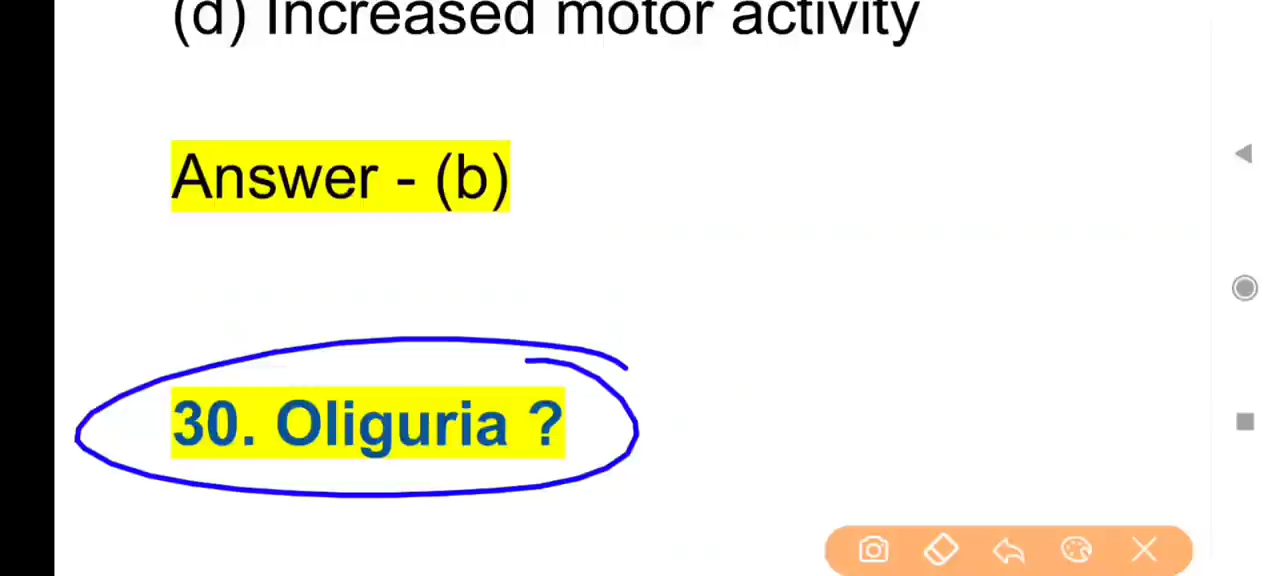 (d) Increased motor activity
Answer - (b)
30. Oliguria ?